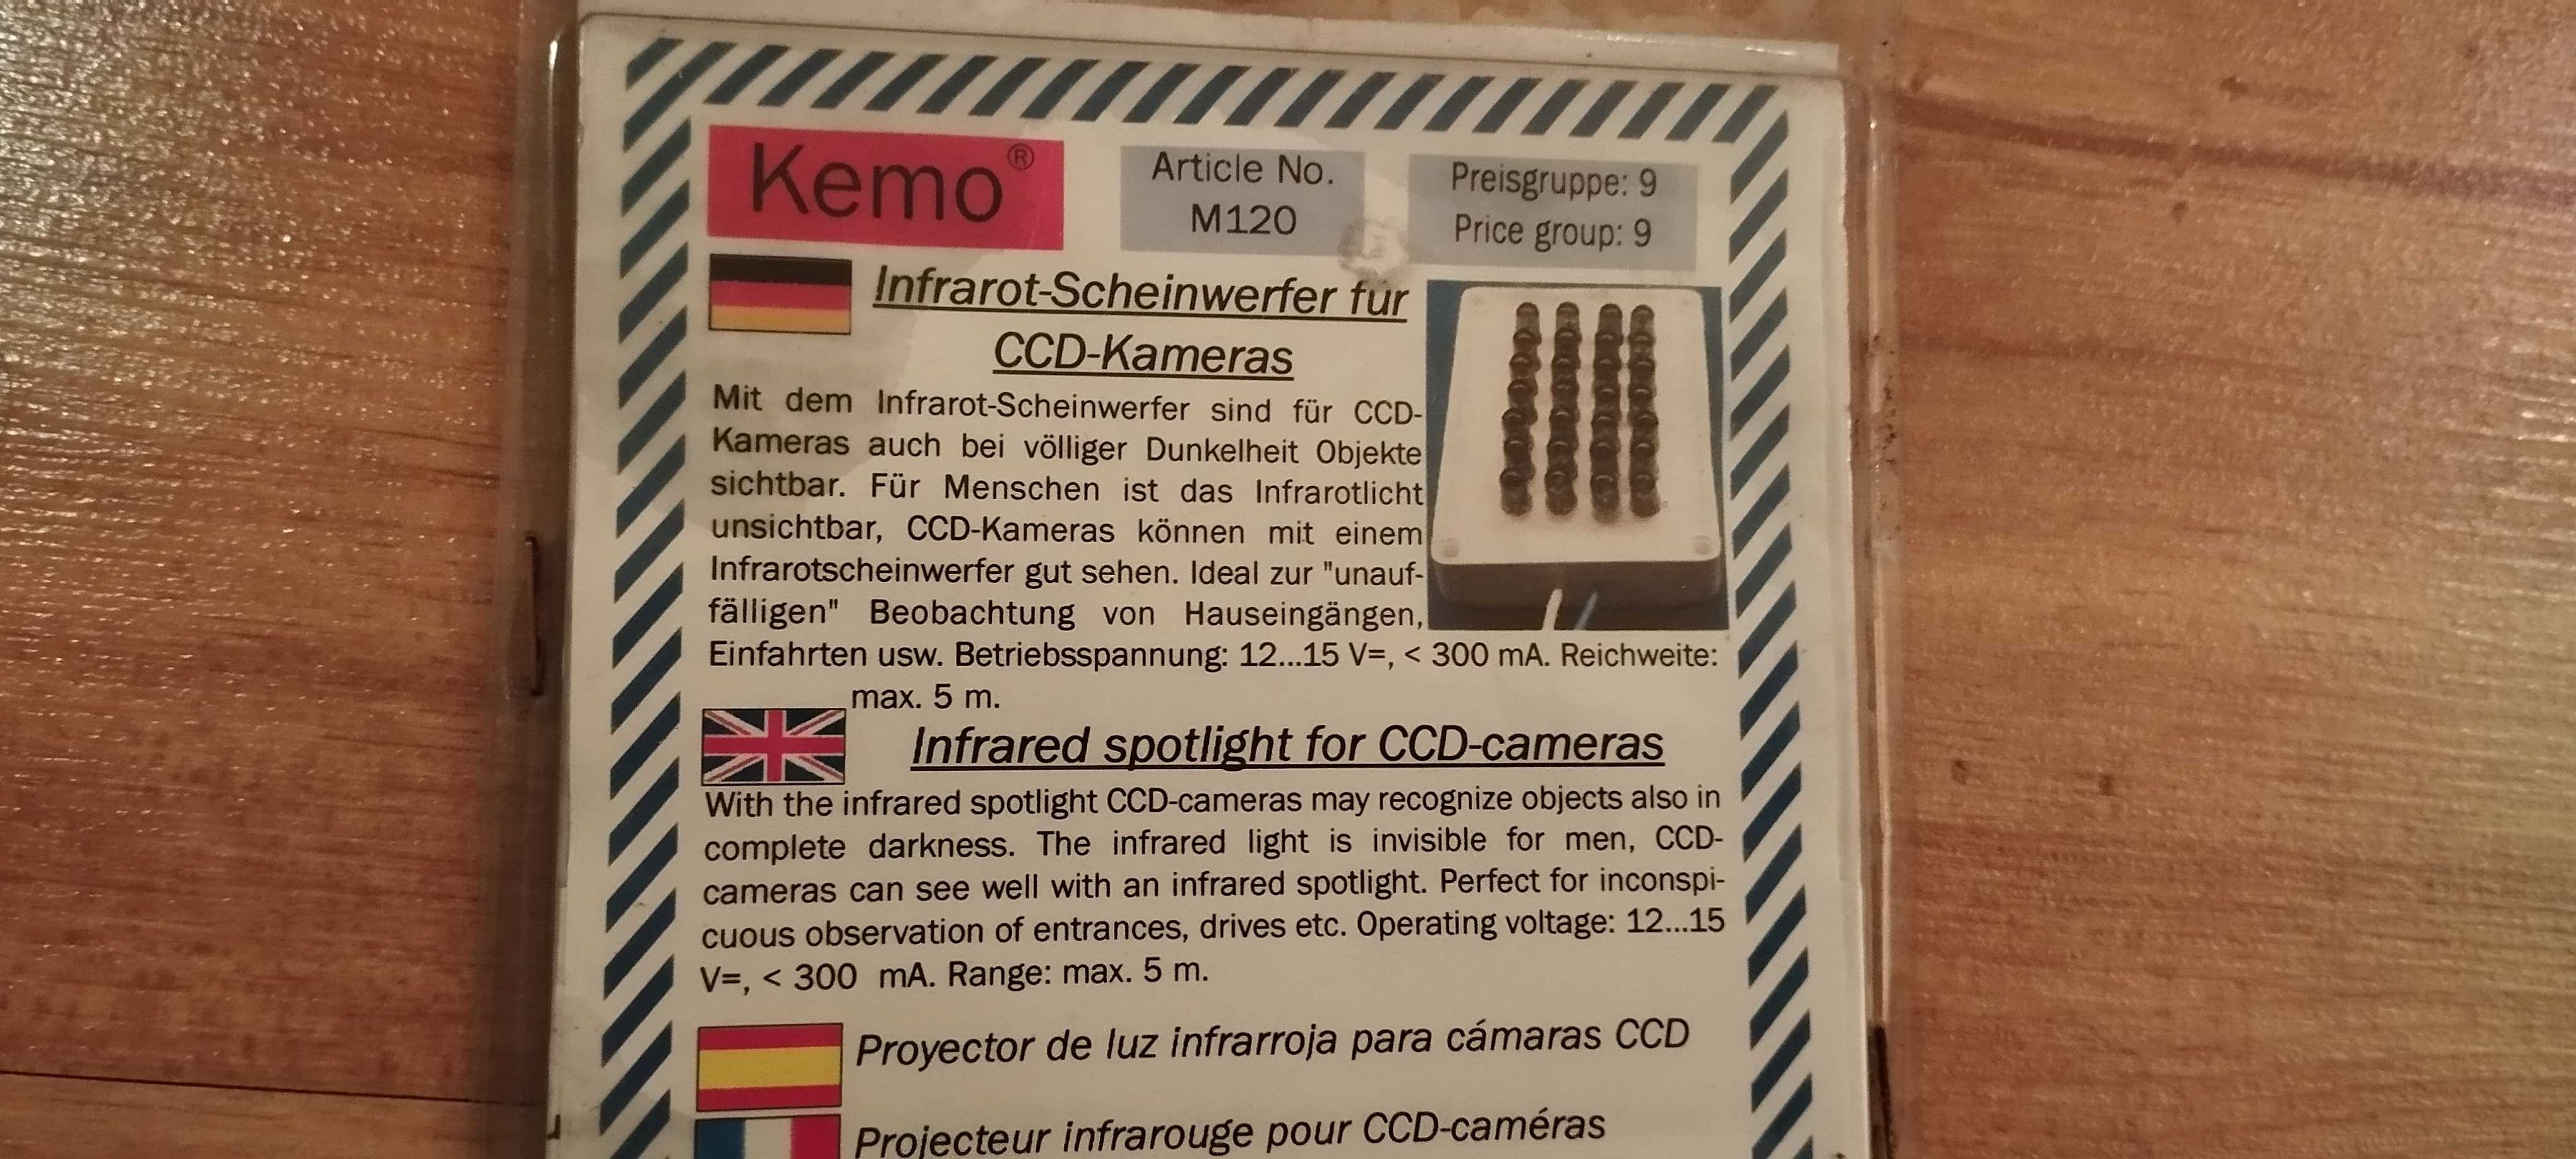 Kemo®
Article No.
M120
Preisgruppe: 9
Price group: 9
Infrarot-Scheinwerfer für
CCD-Kameras
Mit dem Infrarot-Scheinwerfer sind für CCD-
Kameras auch bei völliger Dunkelheit Objekte
sichtbar. Für Menschen ist das Infrarotlicht
unsichtbar, CCD-Kameras können mit einem
Infrarotscheinwerfer gut sehen. Ideal zur "unauf-
fälligen" Beobachtung von Hauseingängen,
Einfahrten usw. Betriebsspannung: 12...15 V=, < 300 mA. Reichweite:
max. 5 m.
Infrared spotlight for CCD-cameras
With the infrared spotlight CCD-cameras may recognize objects also in
complete darkness. The infrared light is invisible for men, CCD-
cameras can see well with an infrared spotlight. Perfect for inconspi-
cuous observation of entrances, drives etc. Operating voltage: 12...15
V=, < 300 mA. Range: max. 5 m.
Proyector de luz infrarroja para cámaras CCD
Projecteur infrarouge pour CCD-caméras